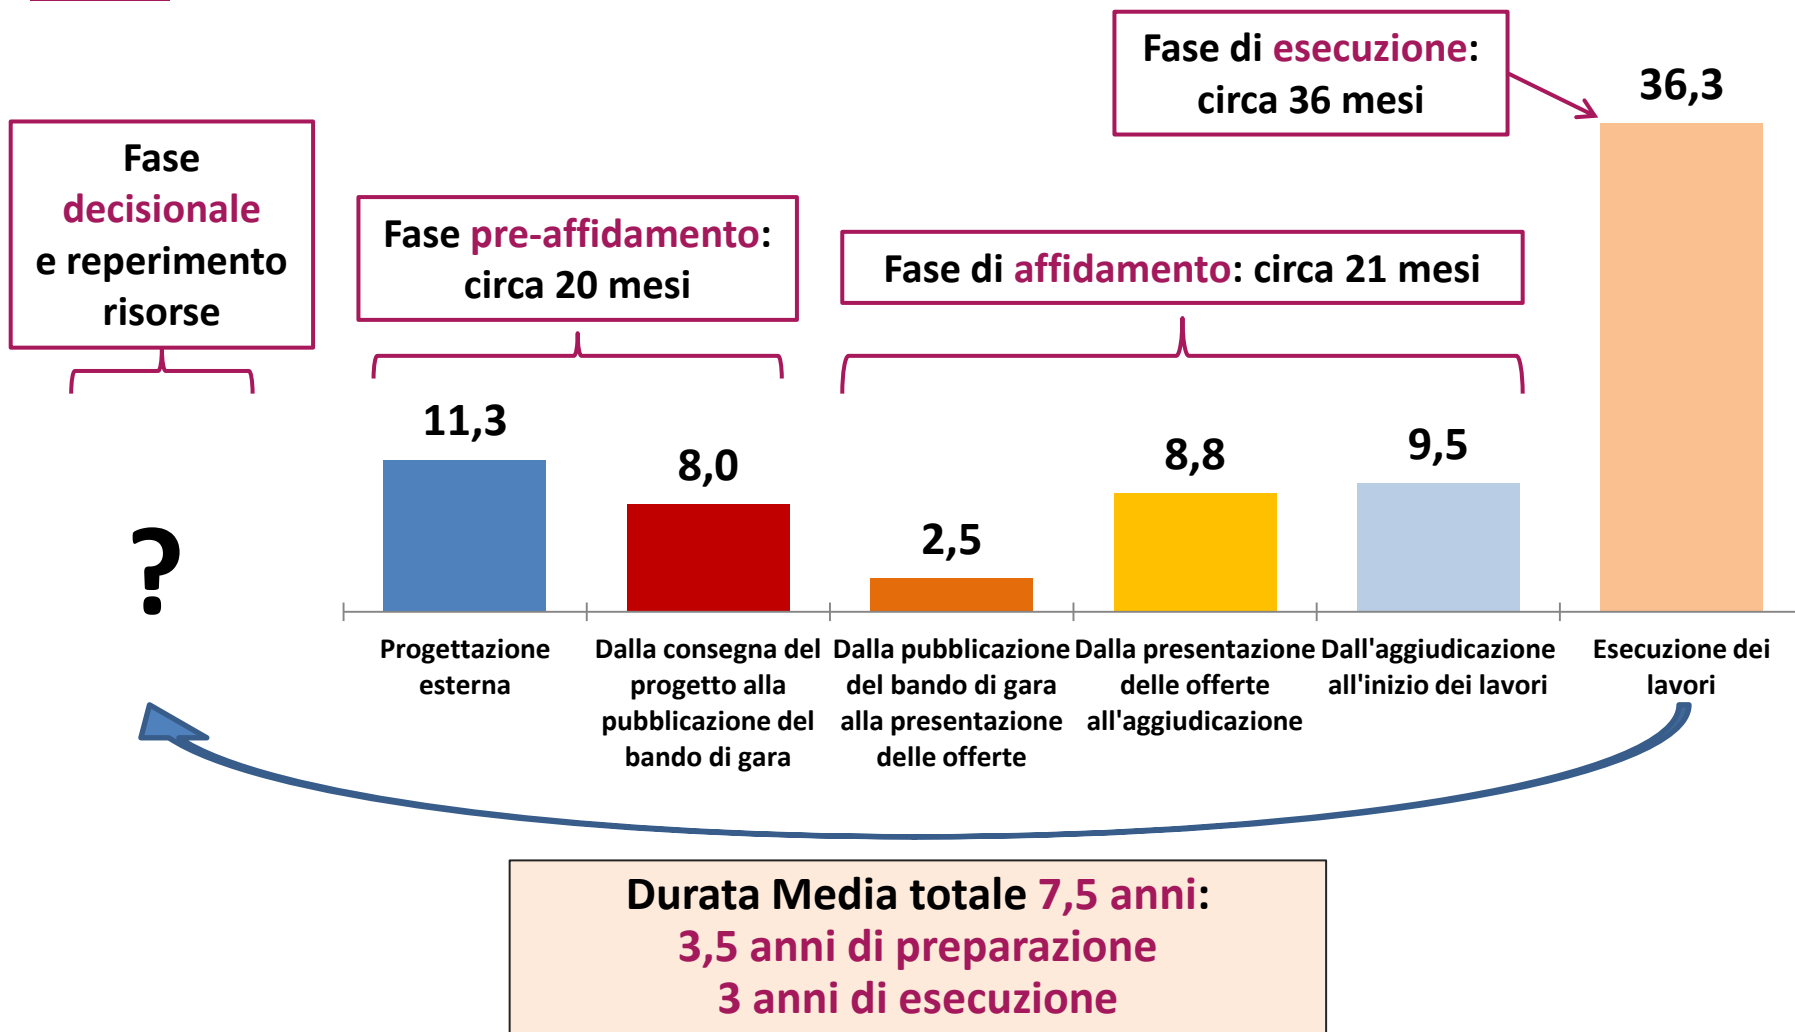 Fase di esecuzione:
circa 36 mesi
36,3
Fase
decisionale
e reperimento
risorse
Fase pre-affidamento:
circa 20 mesi
Fase di affidamento: circa 21 mesi
11,3
8,0
2,5
8,8
9,5
?
Progettazione
esterna
Dalla consegna del
progetto alla
pubblicazione del
bando di gara
Dalla pubblicazione
del bando di gara
alla presentazione
delle offerte
Dalla presentazione
delle offerte
all'aggiudicazione
Dall'aggiudicazione
all'inizio dei lavori
Esecuzione dei
lavori
Durata Media totale 7,5 anni:
3,5 anni di preparazione
3 anni di esecuzione